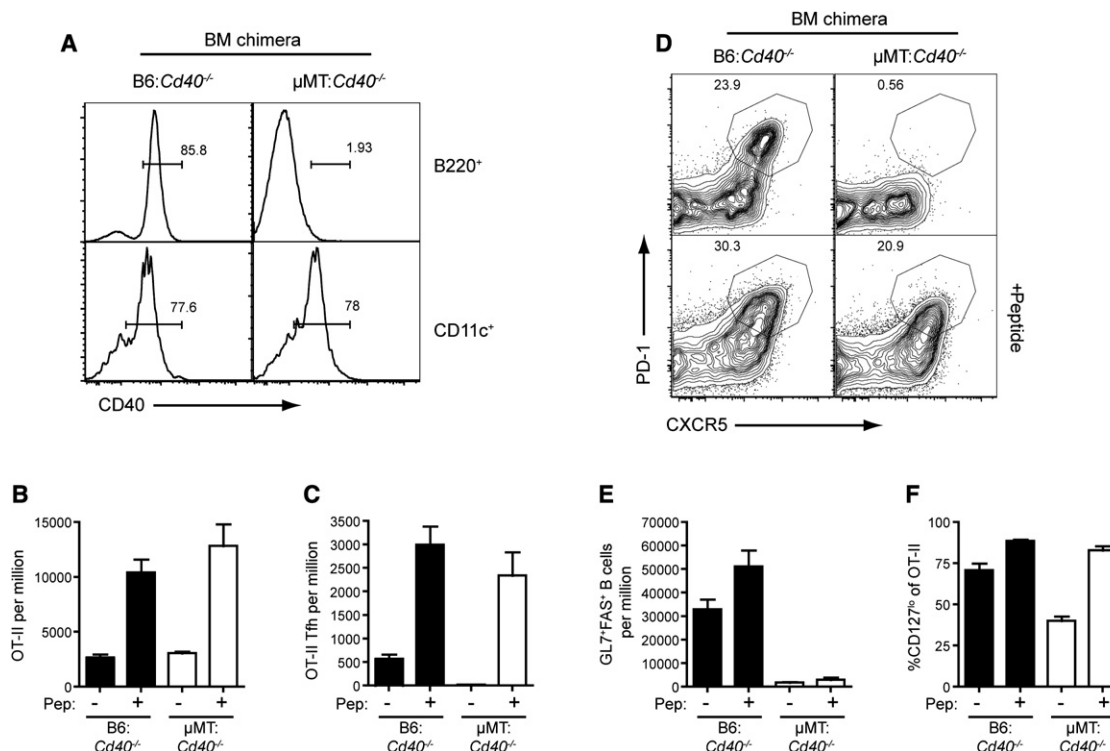 A
BM chimera
B6:Cd40-/-
µMT:Cd40-/-
85.8
1.93
B220+
77.6
78
CD11c+
CD40
D
BM chimera
B6:Cd40-/-
µMT:Cd40-/-
23.9
0.56
30.3
20.9
+Peptide
PD-1
CXCR5
B
OT-II per million
15000
10000
5000
0
Pep: - + - +
B6: µMT:
Cd40-/- Cd40-/-
C
OT-II Tfh per million
3500
3000
2500
2000
1500
1000
500
0
- + - +
B6: µMT:
Cd40-/- Cd40-/-
E
GL7+FAS+ B cells
per million
70000
60000
50000
40000
30000
20000
10000
0
Pep: - + - +
B6: µMT:
Cd40-/- Cd40-/-
F
%CD127lo of OT-II
100
75
50
25
0
- + - +
B6: µMT:
Cd40-/- Cd40-/-